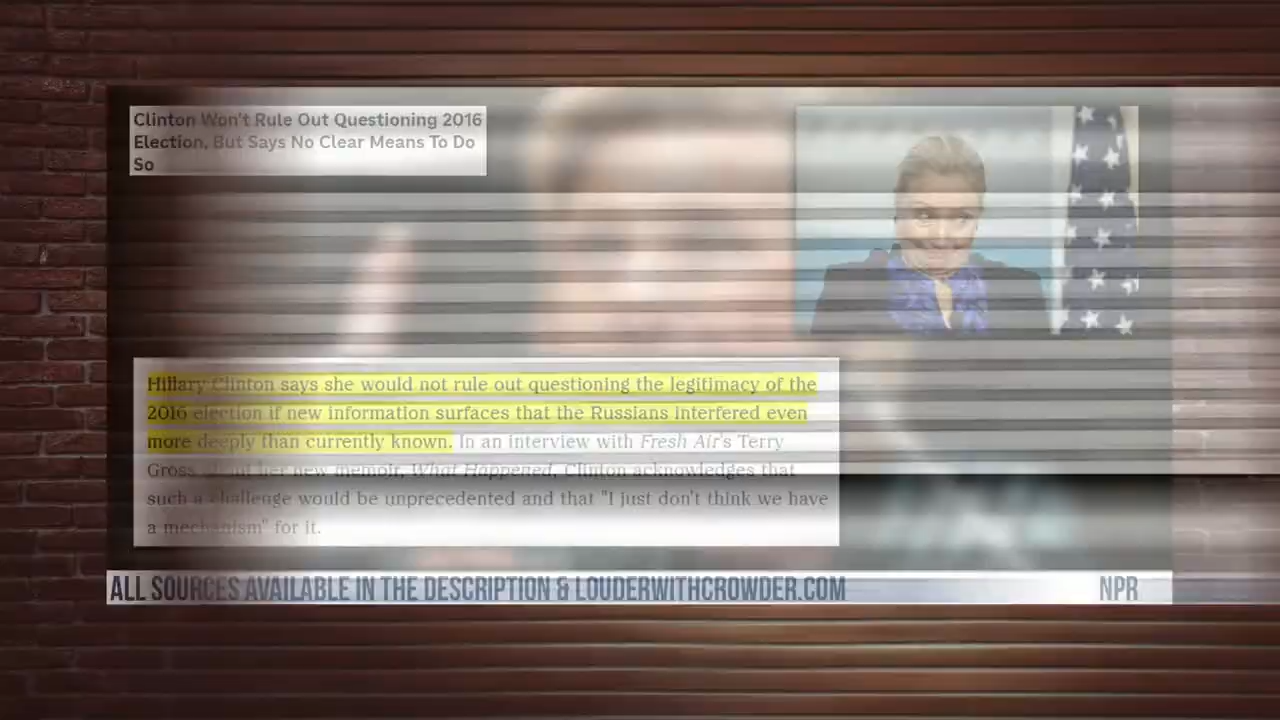 Clinton Won't Rule Out Questioning 2016
Election, But Says No Clear Means To Do
So
Hillary Clinton says she would not rule out questioning the legitimacy of the
2016 election if new information surfaces that the Russians interfered even
more deeply than currently known. In an interview with Fresh Air's Terry
Gross about her new memoir, What Happened, Clinton acknowledges that
such a challenge would be unprecedented and that "I just don't think we have
a mechanism" for it.
ALL SOURCES AVAILABLE IN THE DESCRIPTION & LOUDERWITHCROWDER.COM
NPR